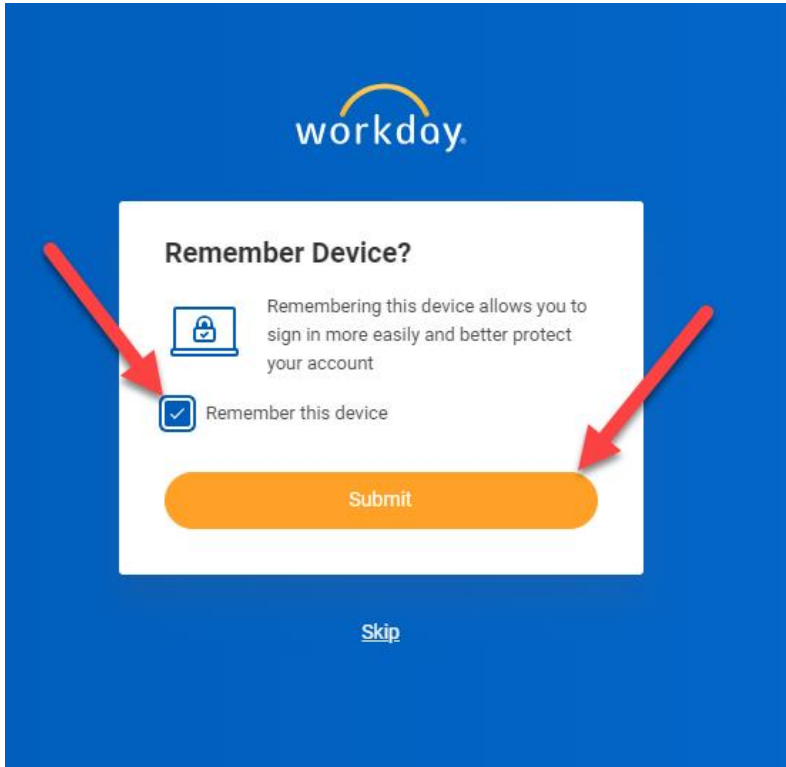 workday.
Remember Device?
Remembering this device allows you to
sign in more easily and better protect
your account
Remember this device
Submit
Skip